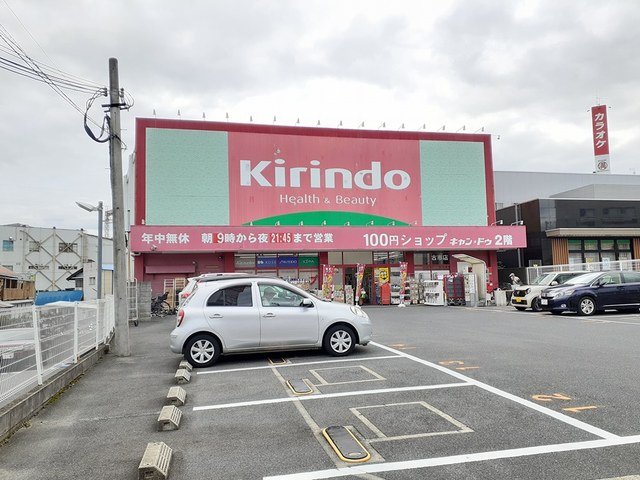 カラオケ
Kirindo
Health & Beauty
年中無休 朝9時から夜21:45まで営業 100円ショップ キャン・ドゥ 2階